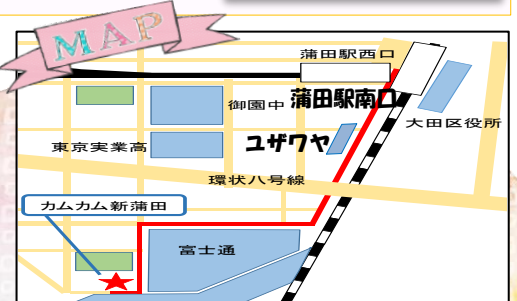 MAP
蒲田駅西口
御園中
蒲田駅南口
大田区役所
東京実業高
ユザワヤ
環状八号線
カムカム新蒲田
富士通